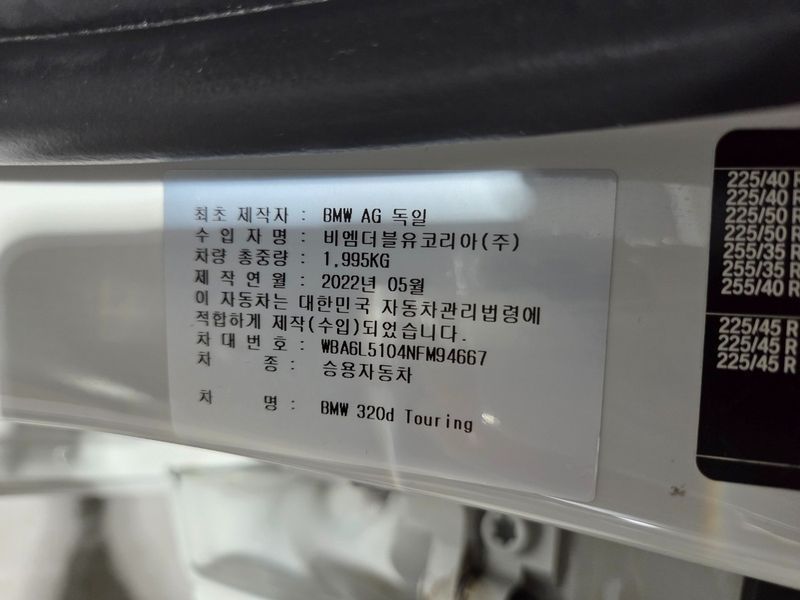 최초 제작자 : BMW AG 독일
수 입 자 명 : 비엠더블유코리아(주)
차량 총중량 : 1,995KG
제 작 연 월 : 2022년 05월
이 자동차는 대한민국 자동차관리법령에
적합하게 제작(수입)되었습니다.
차 대 번 호 : WBA6L5104NFM94667
차 종 : 승용자동차
차 명 : BMW 320d Touring
225/40 R
225/40 R
225/50 R
225/50 R
255/35 R
255/35 R
255/40 R
225/45 R
225/45 R
225/45 R